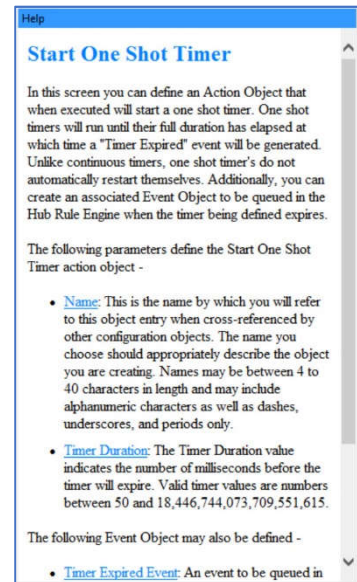 Help
Start One Shot Timer
In this screen you can define an Action Object that
when executed will start a one shot timer. One shot
timers will run until their full duration has elapsed at
which time a "Timer Expired" event will be generated.
Unlike continuous timers, one shot timer's do not
automatically restart themselves. Additionally, you can
create an associated Event Object to be queued in the
Hub Rule Engine when the timer being defined expires.
The following parameters define the Start One Shot
Timer action object -
• Name: This is the name by which you will refer
to this object entry when cross-referenced by
other configuration objects. The name you
choose should appropriately describe the object
you are creating. Names may be between 4 to
40 characters in length and may include
alphanumeric characters as well as dashes,
underscores, and periods only.
• Timer Duration: The Timer Duration value
indicates the number of milliseconds before the
timer will expire. Valid timer values are numbers
between 50 and 18,446,744,073,709,551,615.
The following Event Object may also be defined -
• Timer Expired Event: An event to be queued in